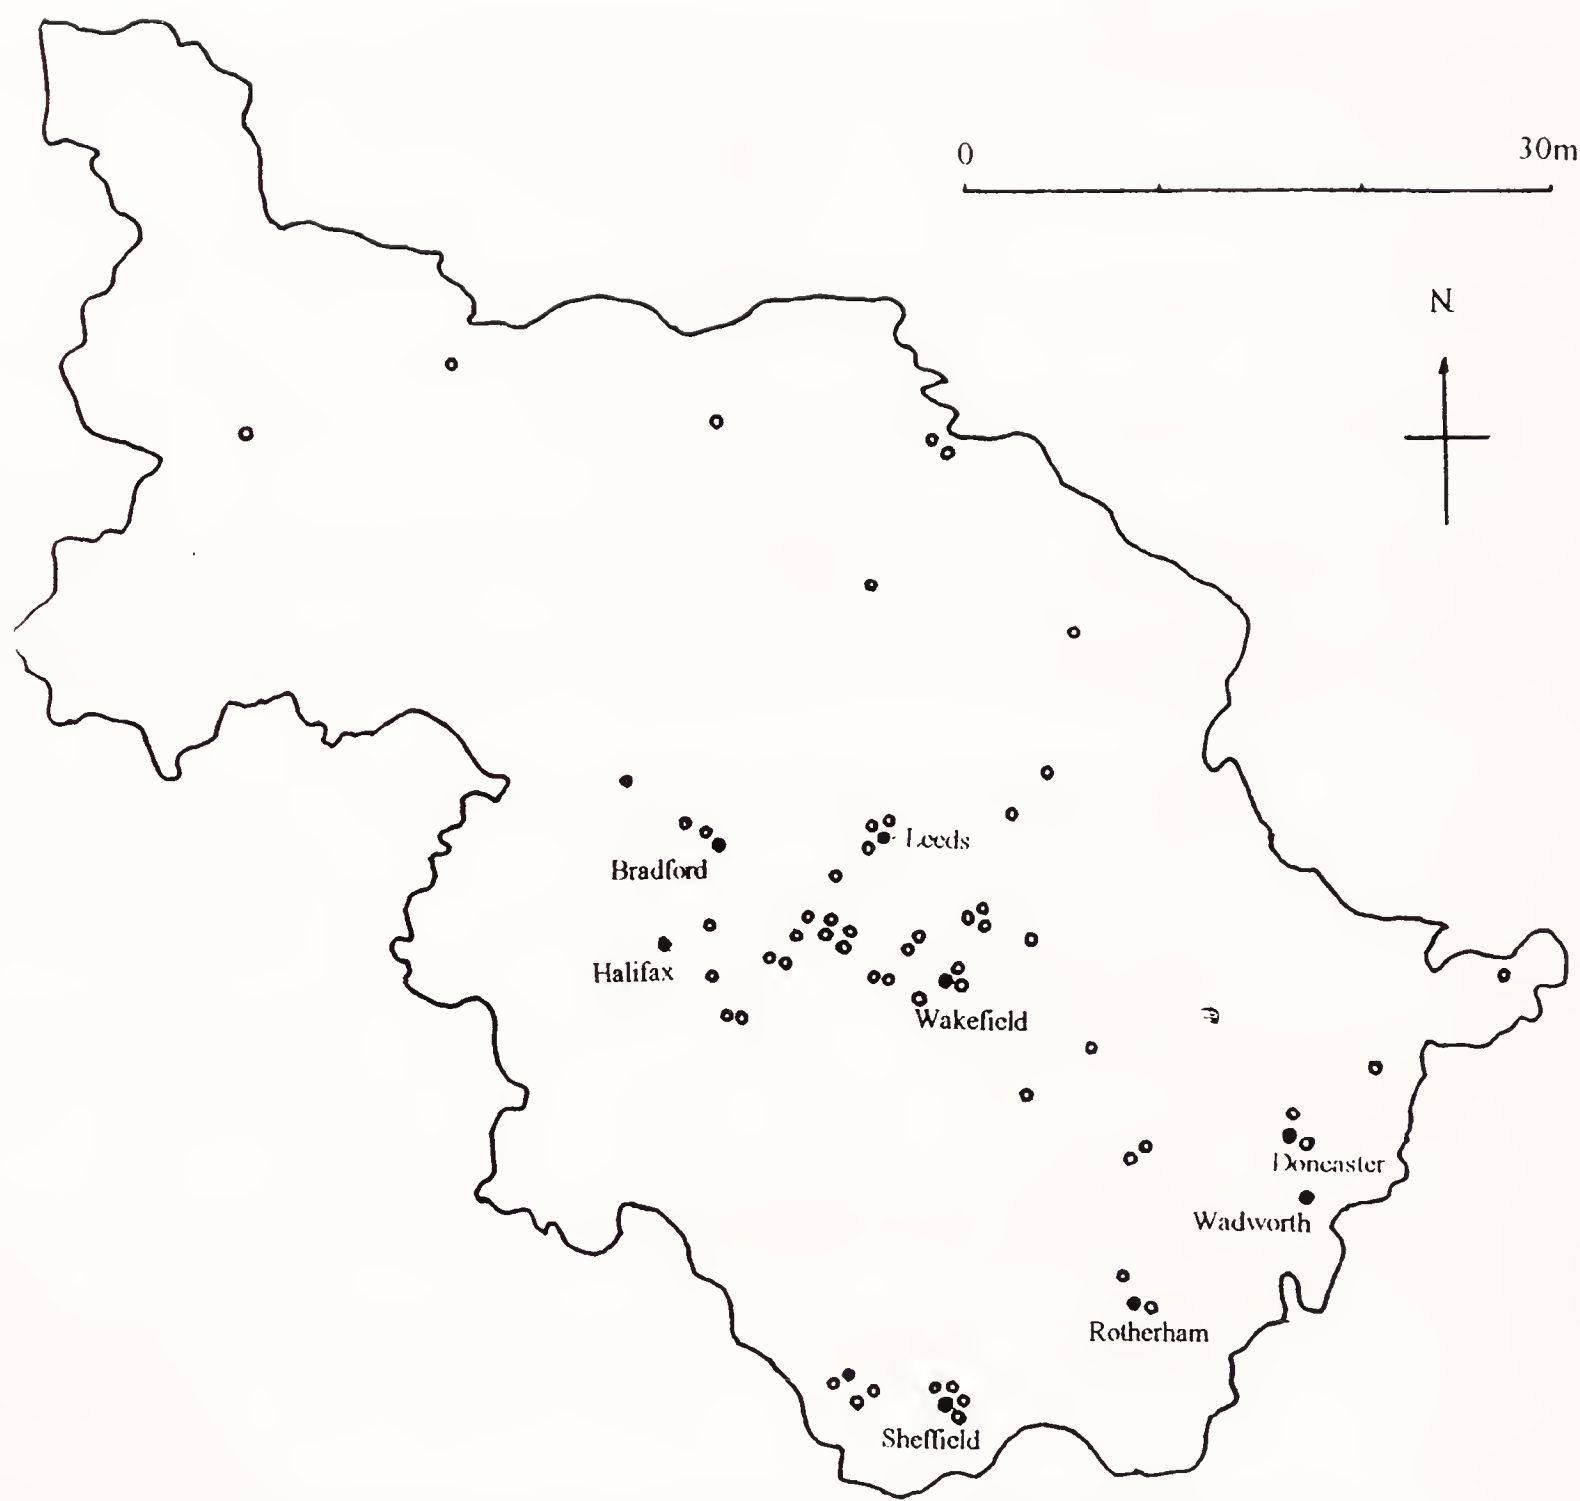 0 30m
N
Leeds
Bradford
Halifax
Wakefield
Doncaster
Wadworth
Rotherham
Sheffield